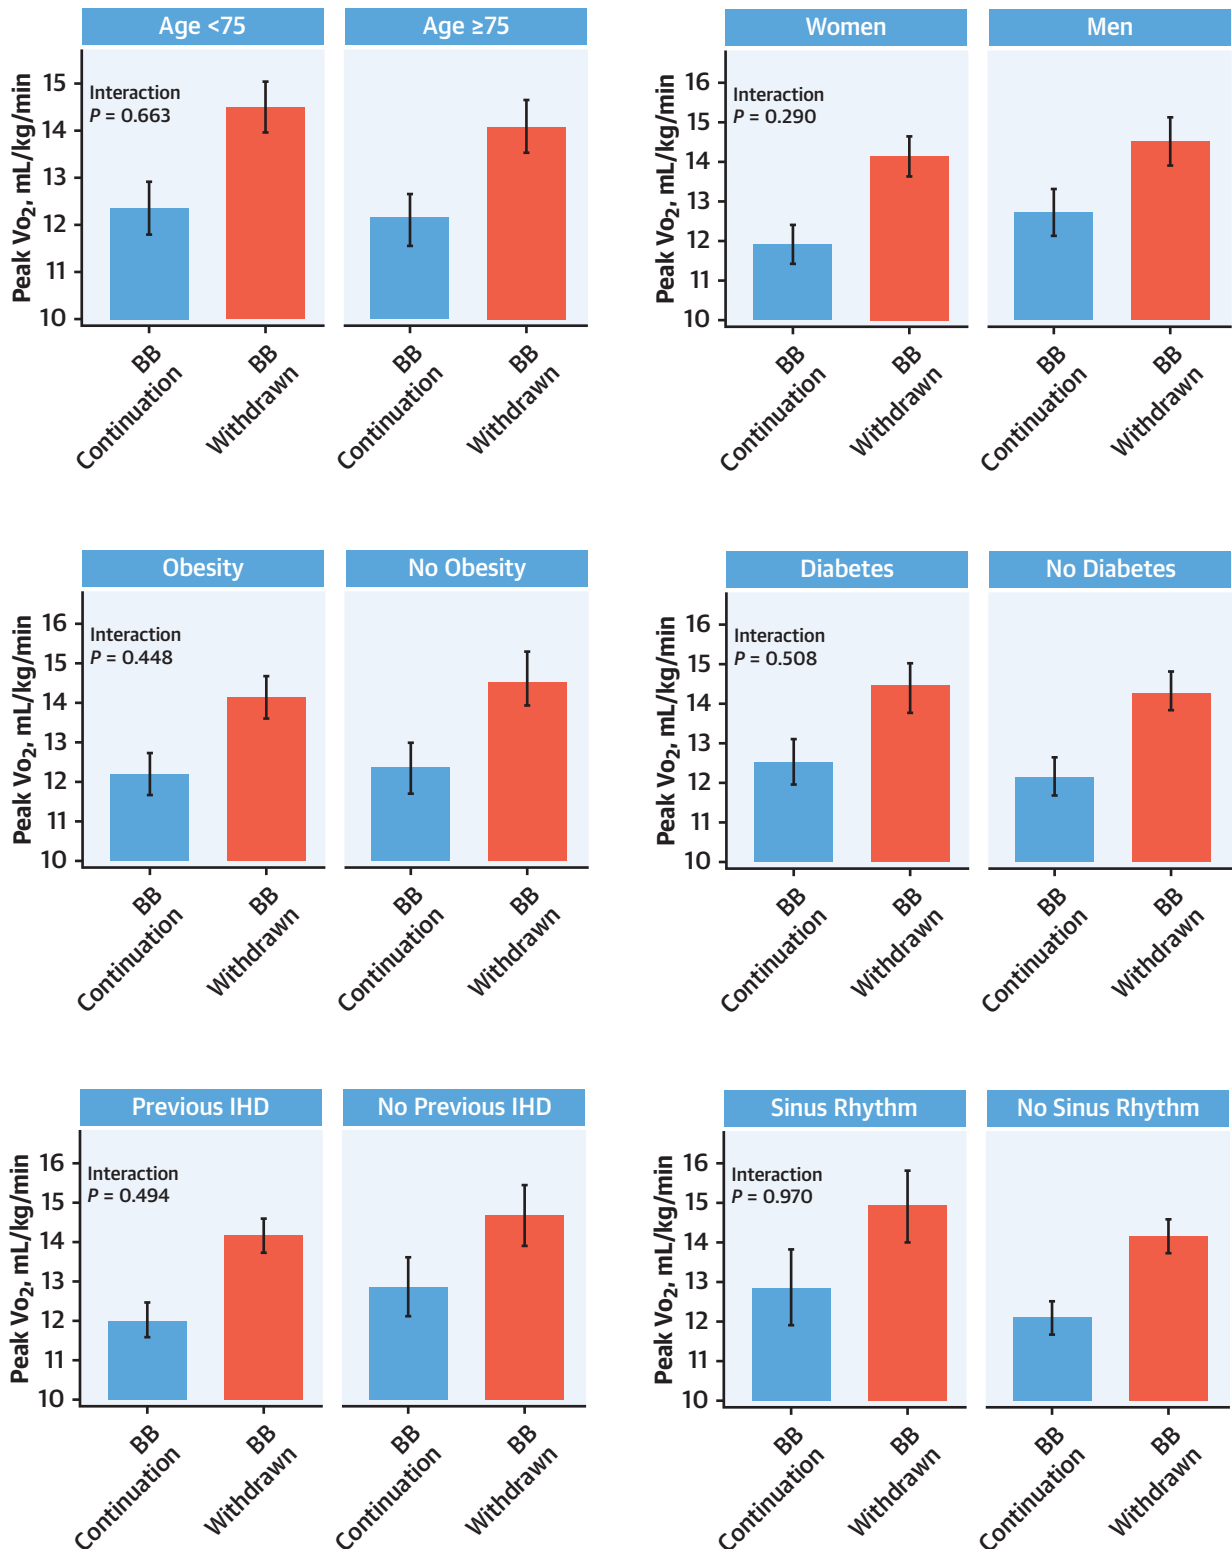 Age <75
Age ≥75
Peak Vo₂, mL/kg/min
15
14
13
12
11
10
Interaction
P = 0.663
BB
Continuation
BB
Withdrawn
BB
Continuation
BB
Withdrawn
Women
Men
Peak Vo₂, mL/kg/min
16
15
14
13
12
11
10
Interaction
P = 0.290
BB
Continuation
BB
Withdrawn
BB
Continuation
BB
Withdrawn
Obesity
No Obesity
Peak Vo₂, mL/kg/min
16
15
14
13
12
11
10
Interaction
P = 0.448
BB
Continuation
BB
Withdrawn
BB
Continuation
BB
Withdrawn
Diabetes
No Diabetes
Peak Vo₂, mL/kg/min
16
15
14
13
12
11
10
Interaction
P = 0.508
BB
Continuation
BB
Withdrawn
BB
Continuation
BB
Withdrawn
Previous IHD
No Previous IHD
Peak Vo₂, mL/kg/min
16
15
14
13
12
11
10
Interaction
P = 0.494
BB
Continuation
BB
Withdrawn
BB
Continuation
BB
Withdrawn
Sinus Rhythm
No Sinus Rhythm
Peak Vo₂, mL/kg/min
16
15
14
13
12
11
10
Interaction
P = 0.970
BB
Continuation
BB
Withdrawn
BB
Continuation
BB
Withdrawn